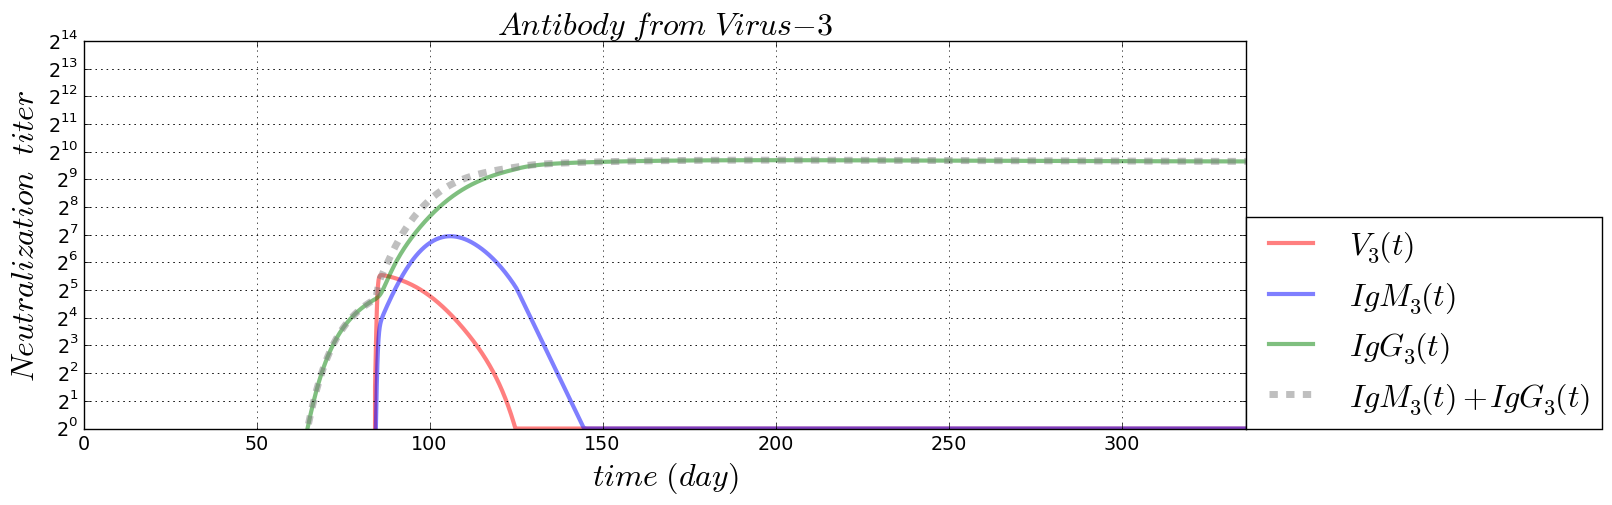 Antibody from Virus−3
Neutralization titer
2^14
2^13
2^12
2^11
2^10
2^9
2^8
2^7
2^6
2^5
2^4
2^3
2^2
2^1
2^0
0 50 100 150 200 250 300
time (day)
V_3(t)
IgM_3(t)
IgG_3(t)
IgM_3(t)+IgG_3(t)